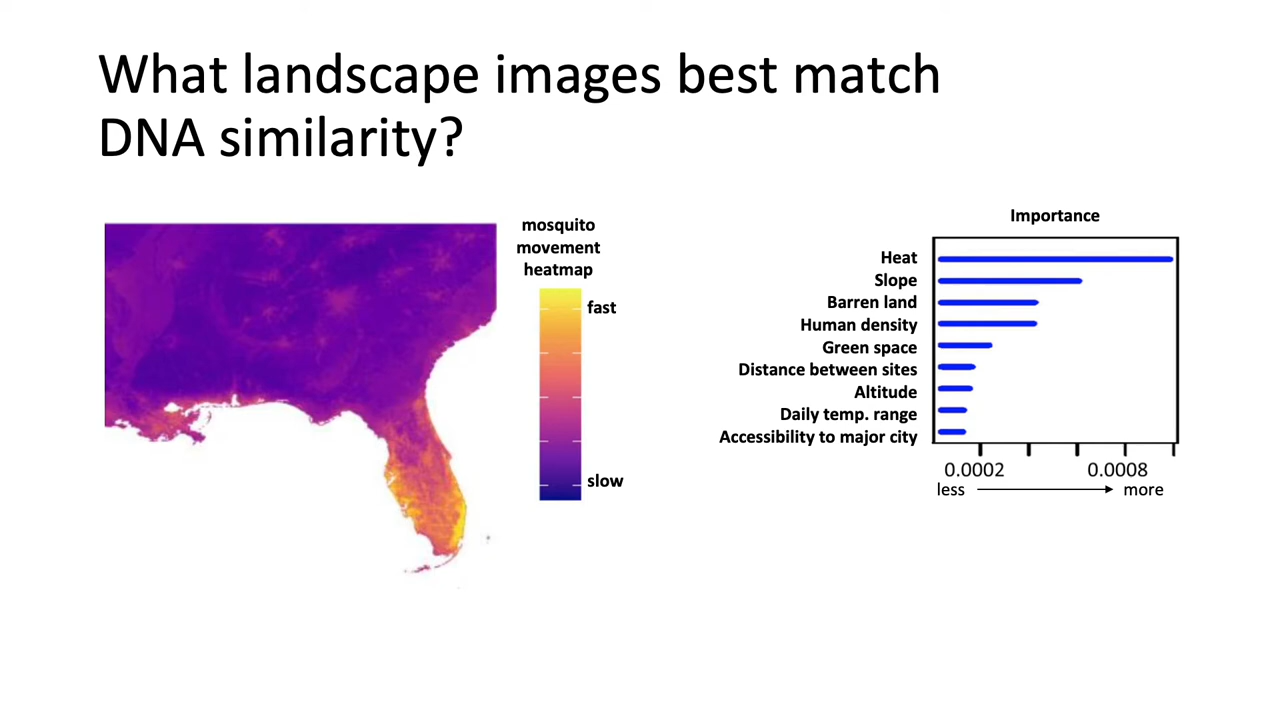 What landscape images best match
DNA similarity?
mosquito
movement
heatmap
fast
slow
Importance
Heat
Slope
Barren land
Human density
Green space
Distance between sites
Altitude
Daily temp. range
Accessibility to major city
0.0002
0.0008
less
more